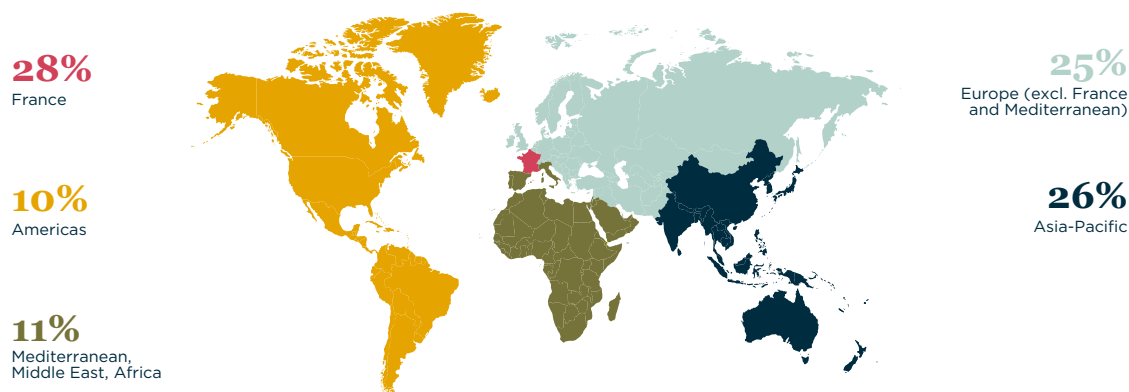 28%
France
10%
Americas
11%
Mediterranean,
Middle East, Africa
25%
Europe (excl. France
and Mediterranean)
26%
Asia-Pacific